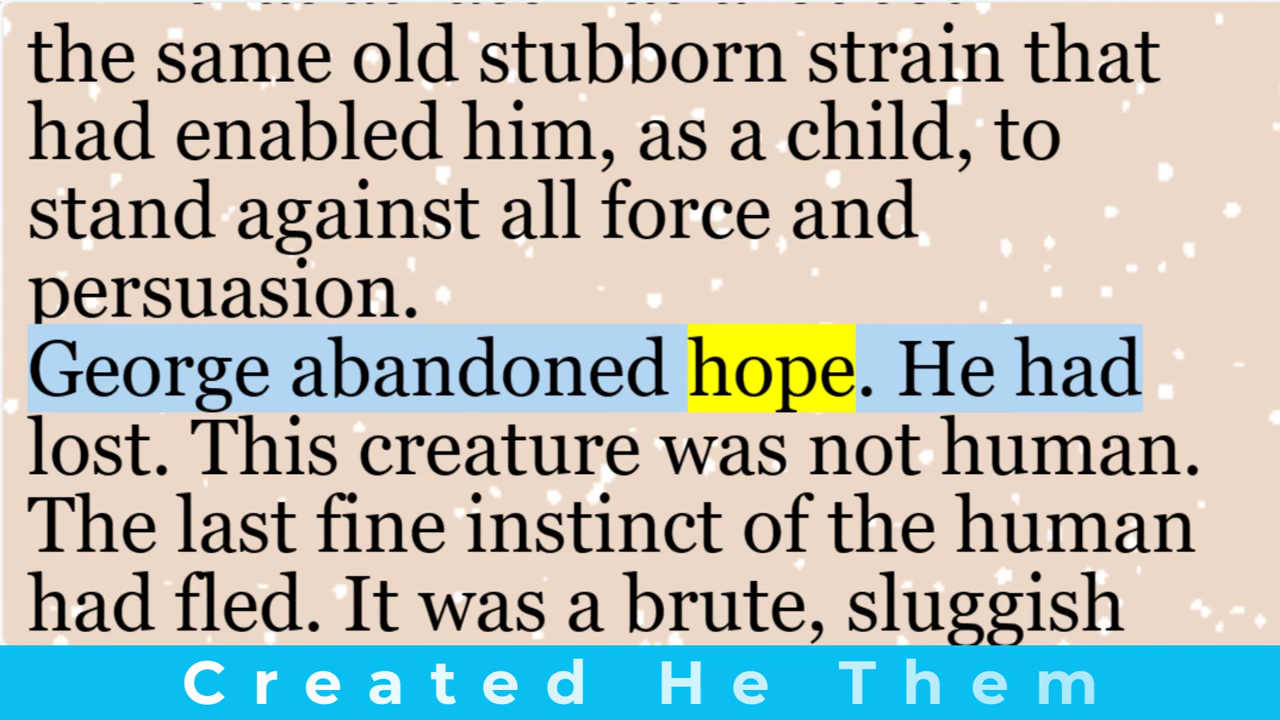 the same old stubborn strain that
had enabled him, as a child, to
stand against all force and
persuasion.
George abandoned hope. He had
lost. This creature was not human.
The last fine instinct of the human
had fled. It was a brute, sluggish
Created He Them